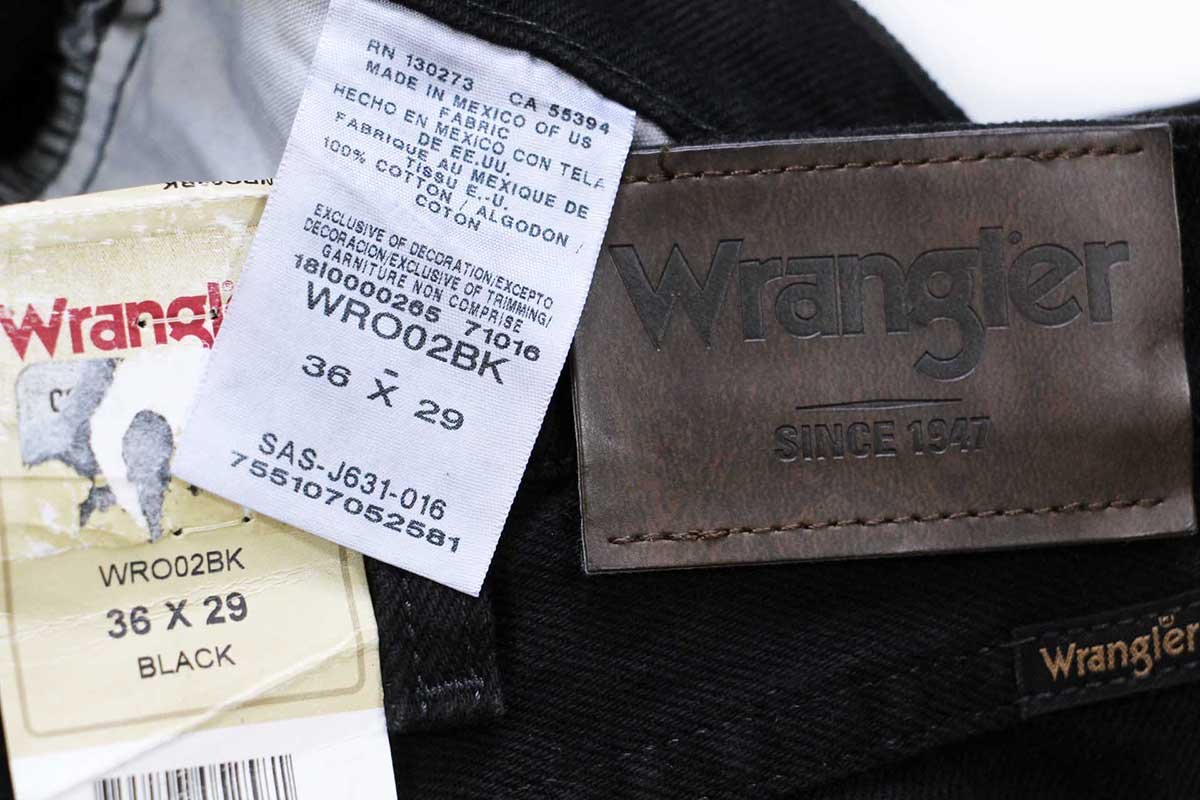 RN 130273 CA 55394
MADE IN MEXICO OF US
FABRIC
HECHO EN MEXICO CON TELA
DE EE.UU.
FABRIQUE AU MEXIQUE DE
TISSU E.-U.
100% COTTON / ALGODON /
COTON
EXCLUSIVE OF DECORATION/EXCEPTO
DECORACION/EXCLUSIVE OF TRIMMING/
GARNITURE NON COMPRISE
18I0000265 71016
WRO02BK
-
36 X 29
SAS-J631-016
755107052581
Wrangl
WRO02BK
36 X 29
BLACK
Wrangler
SINCE 1947
Wrangler